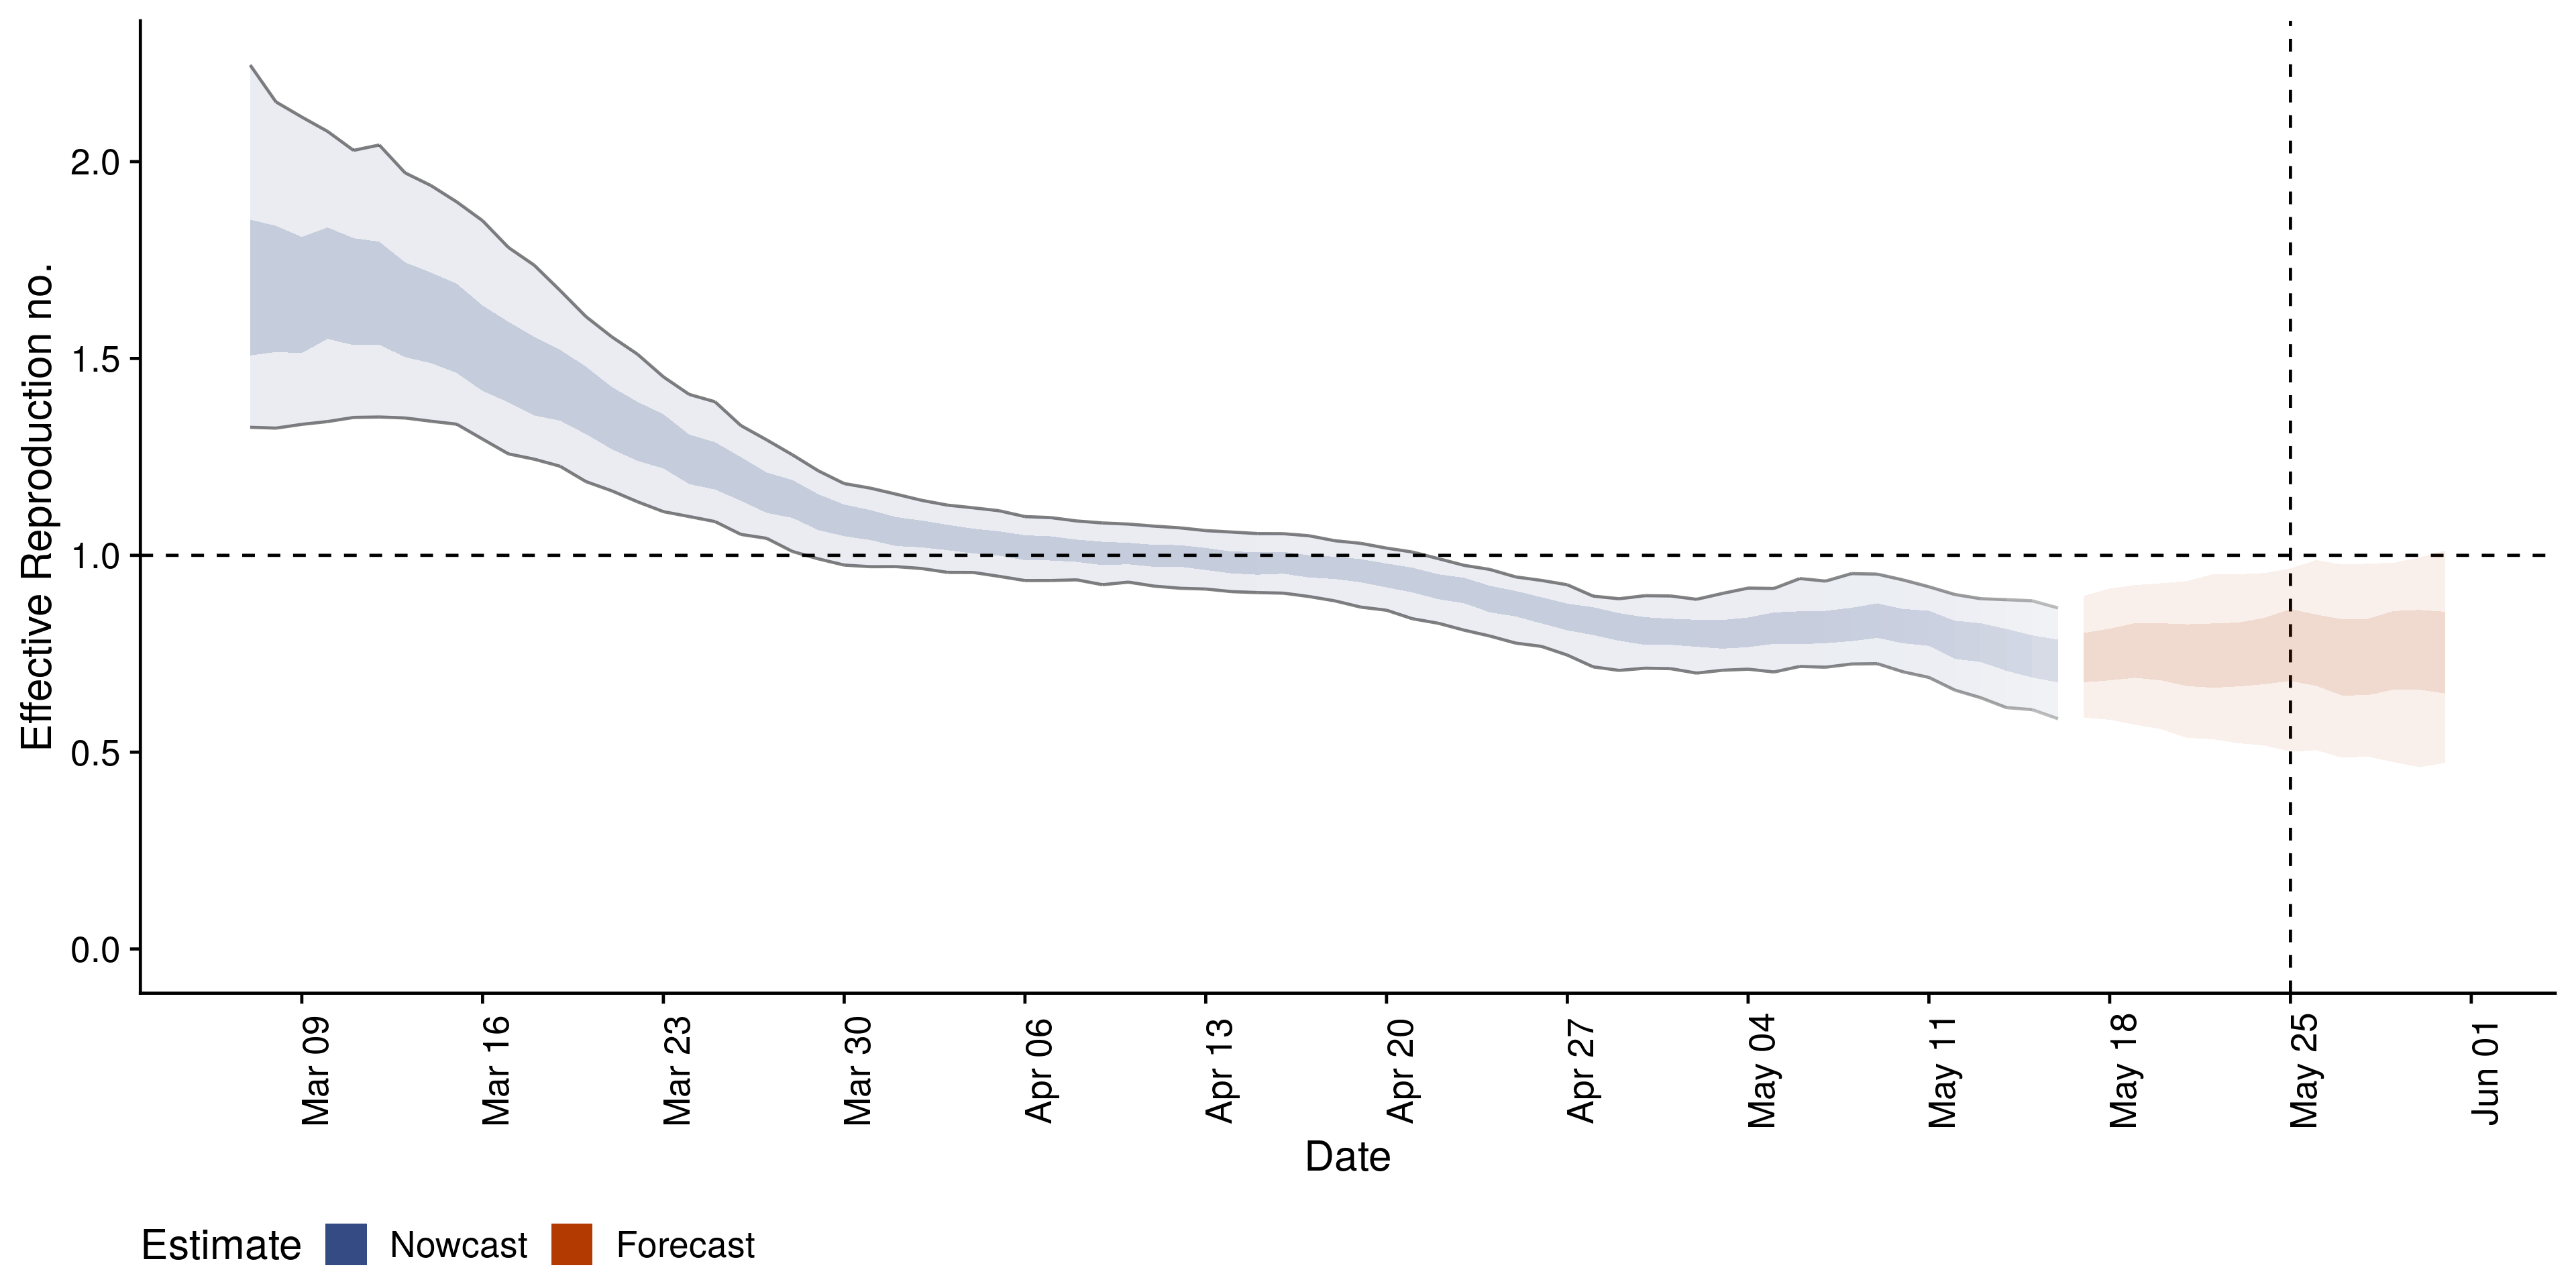 Effective Reproduction no.
2.0
1.5
1.0
0.5
0.0
Mar 09
Mar 16
Mar 23
Mar 30
Apr 06
Apr 13
Apr 20
Apr 27
May 04
May 11
May 18
May 25
Jun 01
Date
Estimate Nowcast Forecast